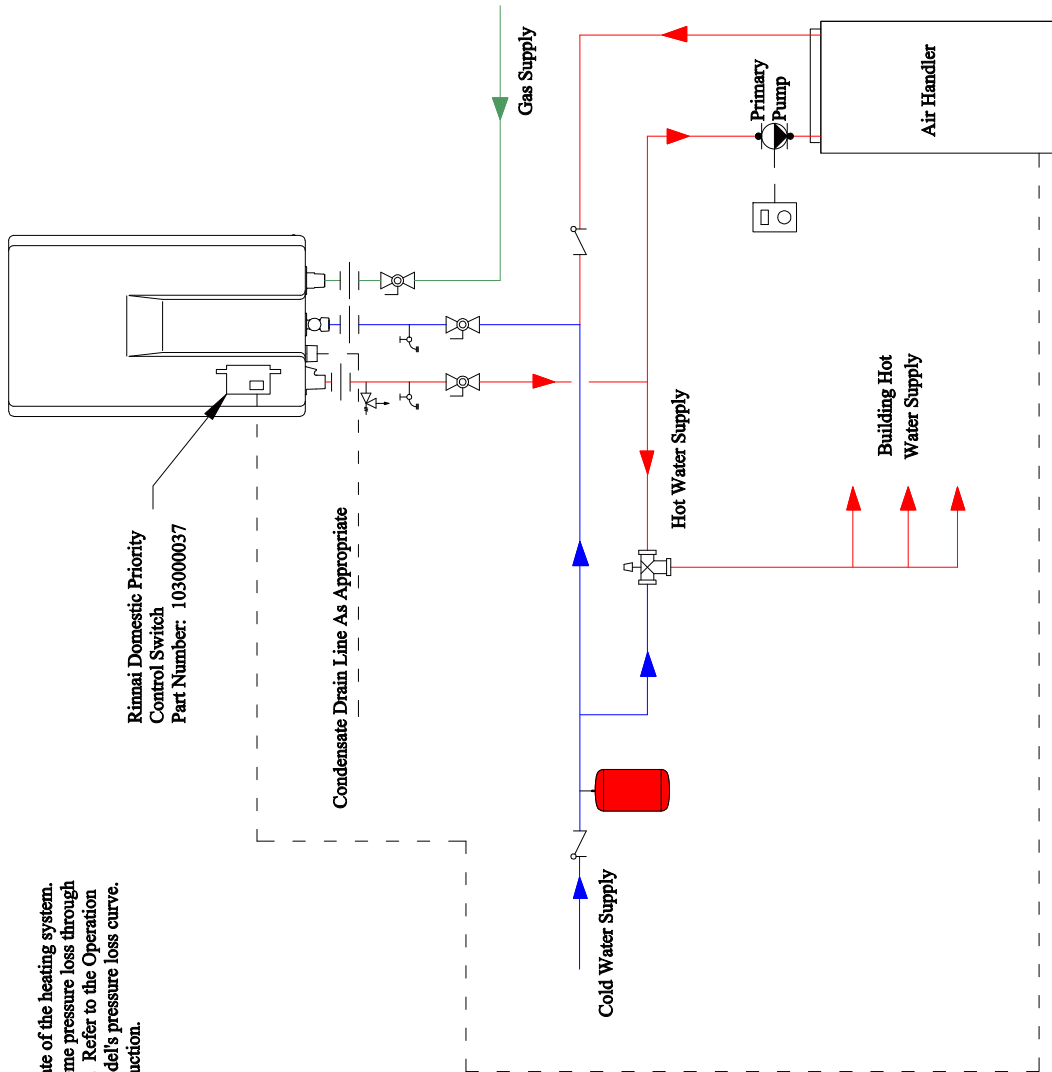 Rinnai Domestic Priority
Control Switch
Part Number: 103000037
Condensate Drain Line As Appropriate
Gas Supply
Primary
Pump
Air Handler
Hot Water Supply
Building Hot
Water Supply
Cold Water Supply
te of the heating system.
me pressure loss through
. Refer to the Operation
del's pressure loss curve.
uction.